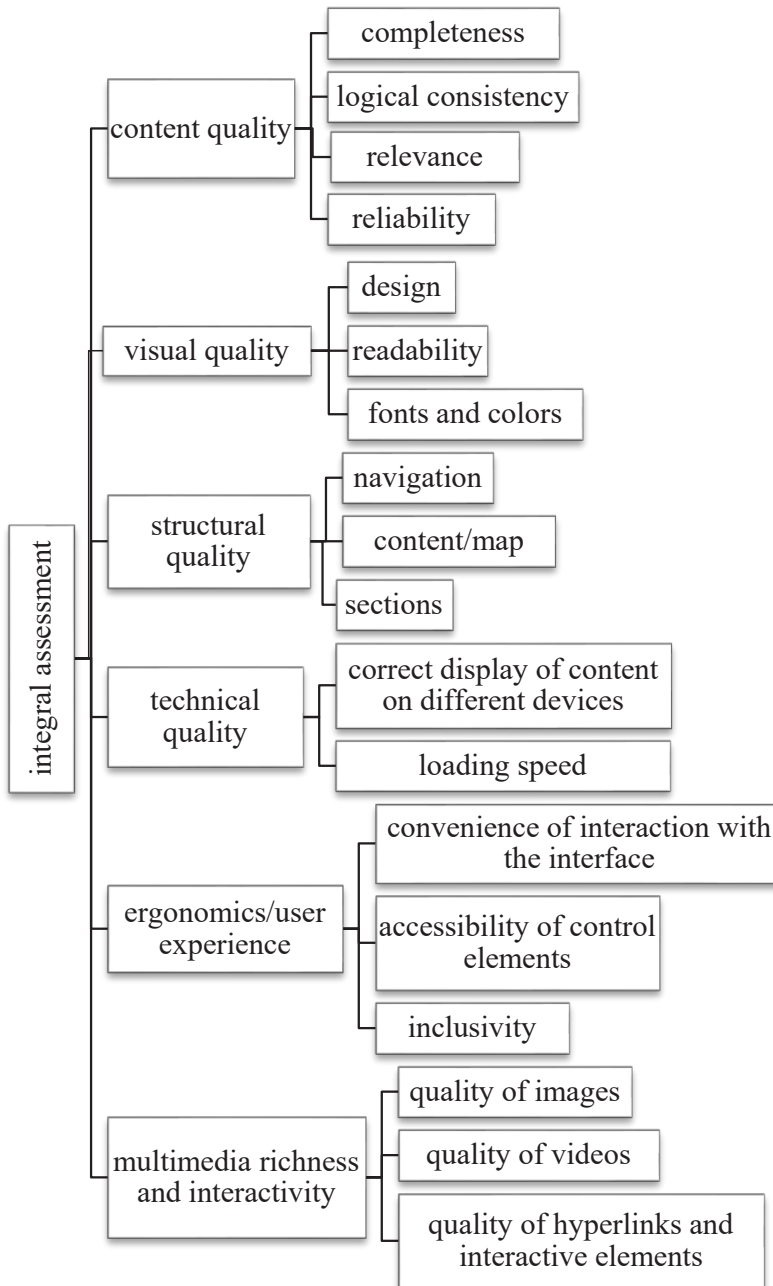 integral assessment
content quality
completeness
logical consistency
relevance
reliability
visual quality
design
readability
fonts and colors
structural
quality
navigation
content/map
sections
technical
quality
correct display of content
on different devices
loading speed
ergonomics/user
experience
convenience of interaction with
the interface
accessibility of control
elements
inclusivity
multimedia richness
and interactivity
quality of images
quality of videos
quality of hyperlinks and
interactive elements